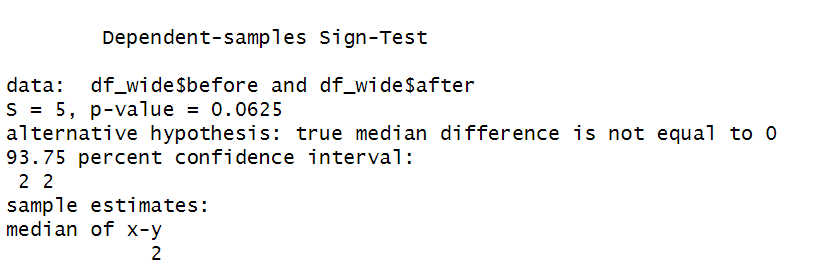 Dependent-samples Sign-Test
data:  df_wide$before and df_wide$after
S = 5, p-value = 0.0625
alternative hypothesis: true median difference is not equal to 0
93.75 percent confidence interval:
 2 2
sample estimates:
median of x-y
            2